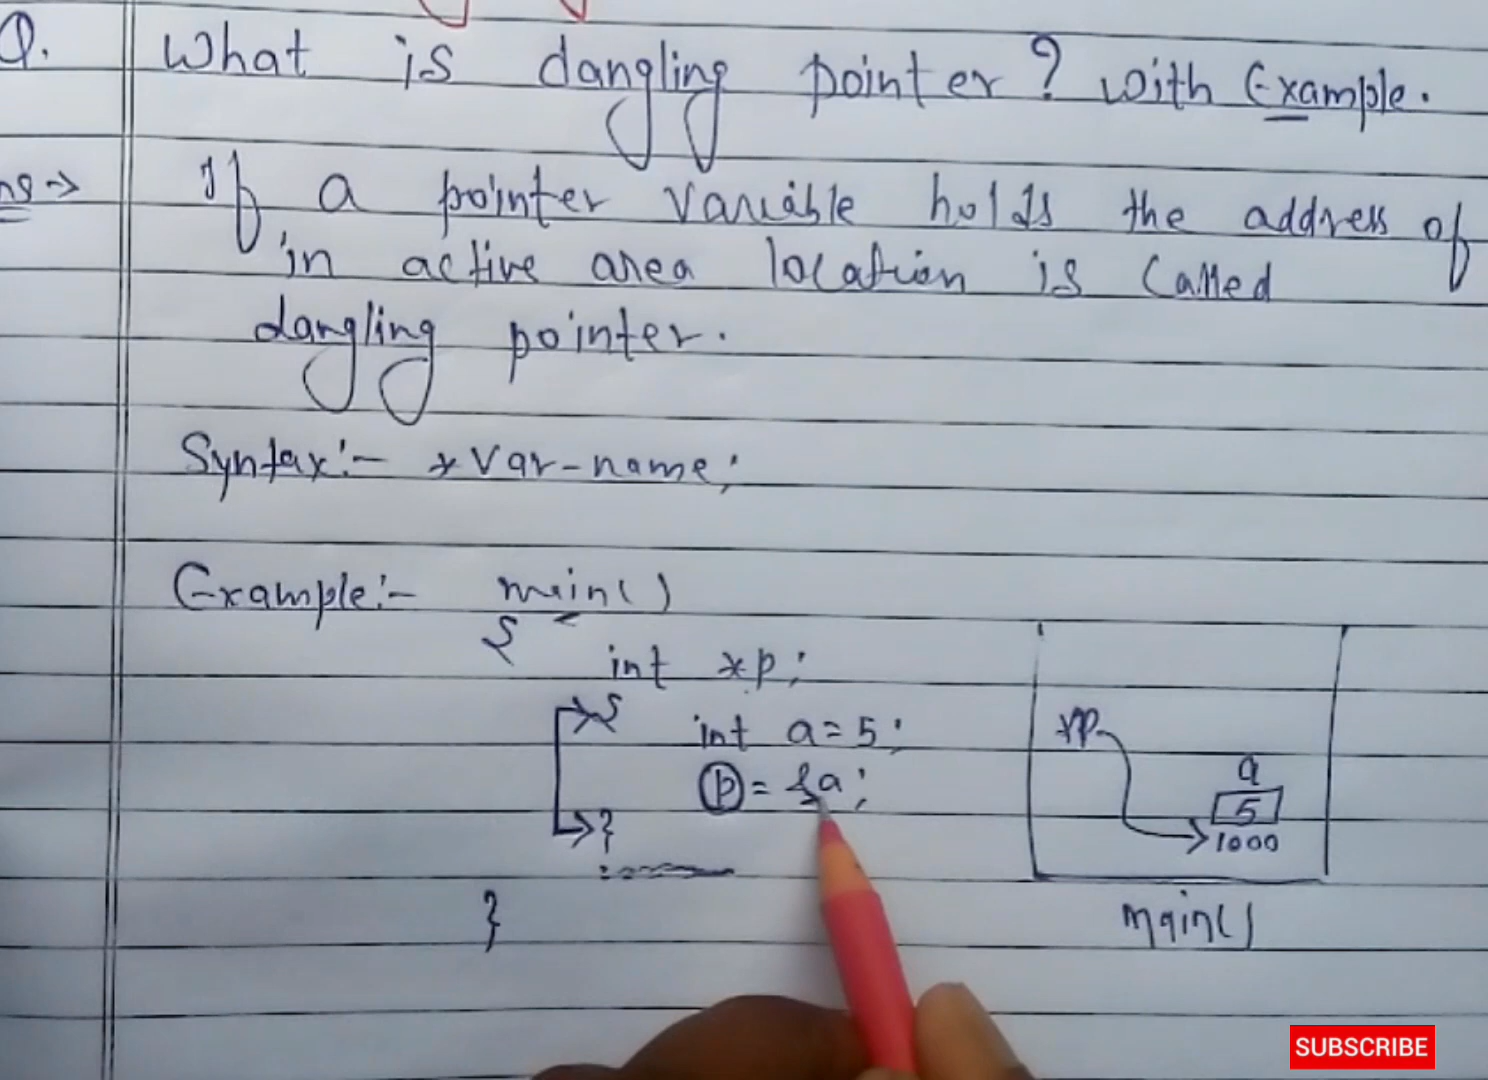 Q. What is dangling pointer? with Example.
ns→ If a pointer variable holds the address of
in active area location is called
dangling pointer.
Syntax:- *var-name;
Example:- main()
{
int *p;
{
int a=5;
p = &a;
}
}
*p
a
5
1000
main()
SUBSCRIBE